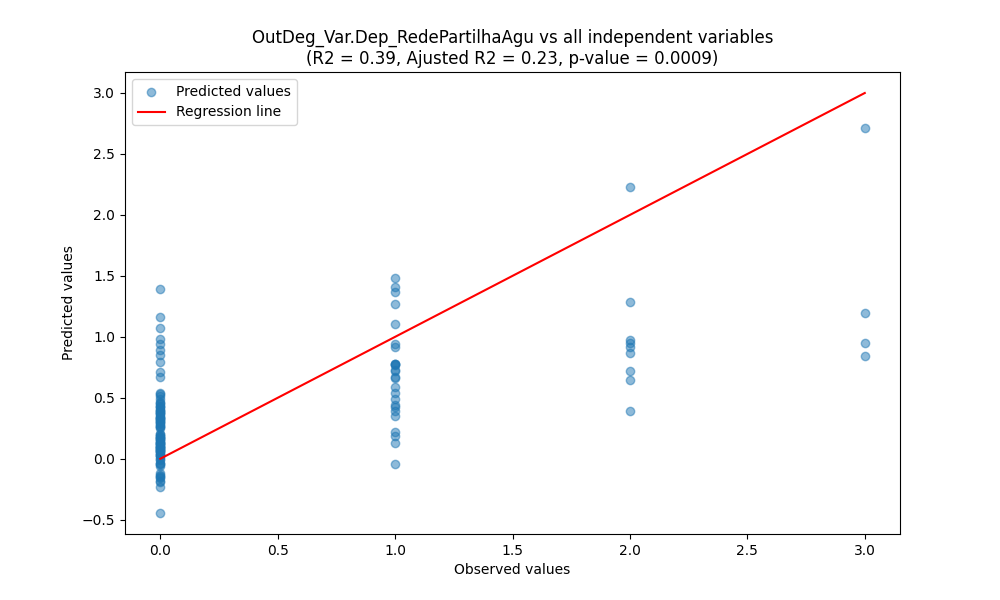 OutDeg_Var.Dep_RedePartilhaAgu vs all independent variables
(R2 = 0.39, Ajusted R2 = 0.23, p-value = 0.0009)
Predicted values
Regression line
3.0
2.5
2.0
1.5
1.0
0.5
0.0
−0.5
Predicted values
0.0 0.5 1.0 1.5 2.0 2.5 3.0
Observed values